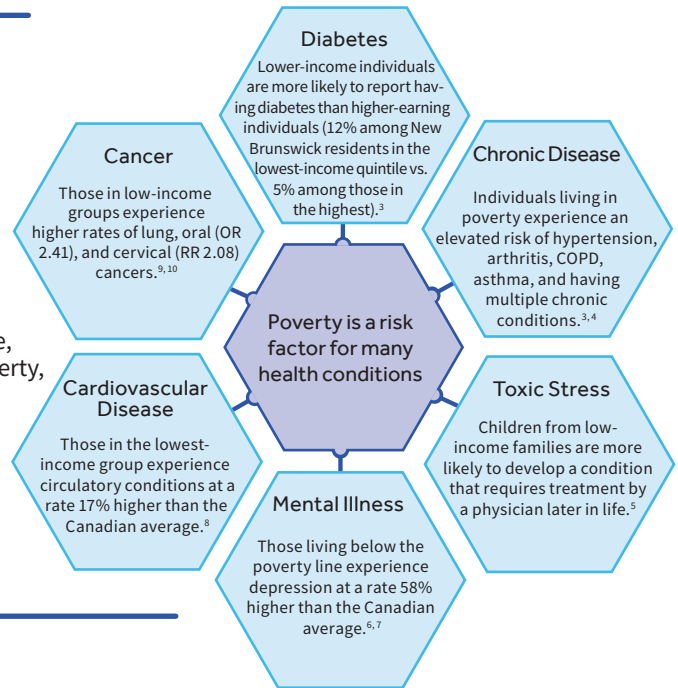 Diabetes
Lower-income individuals
are more likely to report hav-
ing diabetes than higher-earning
individuals (12% among New
Brunswick residents in the
lowest-income quintile vs.
5% among those in
the highest).³
Chronic Disease
Individuals living in
poverty experience an
elevated risk of hypertension,
arthritis, COPD,
asthma, and having
multiple chronic
conditions.³,⁴
Toxic Stress
Children from low-
income families are more
likely to develop a condition
that requires treatment by
a physician later in life.⁵
Mental Illness
Those living below the
poverty line experience
depression at a rate 58%
higher than the Canadian
average.⁶,⁷
Cardiovascular
Disease
Those in the lowest-
income group experience
circulatory conditions at a
rate 17% higher than the
Canadian average.⁸
Cancer
Those in low-income
groups experience
higher rates of lung, oral (OR
2.41), and cervical (RR 2.08)
cancers.⁹,¹⁰
Poverty is a risk
factor for many
health conditions